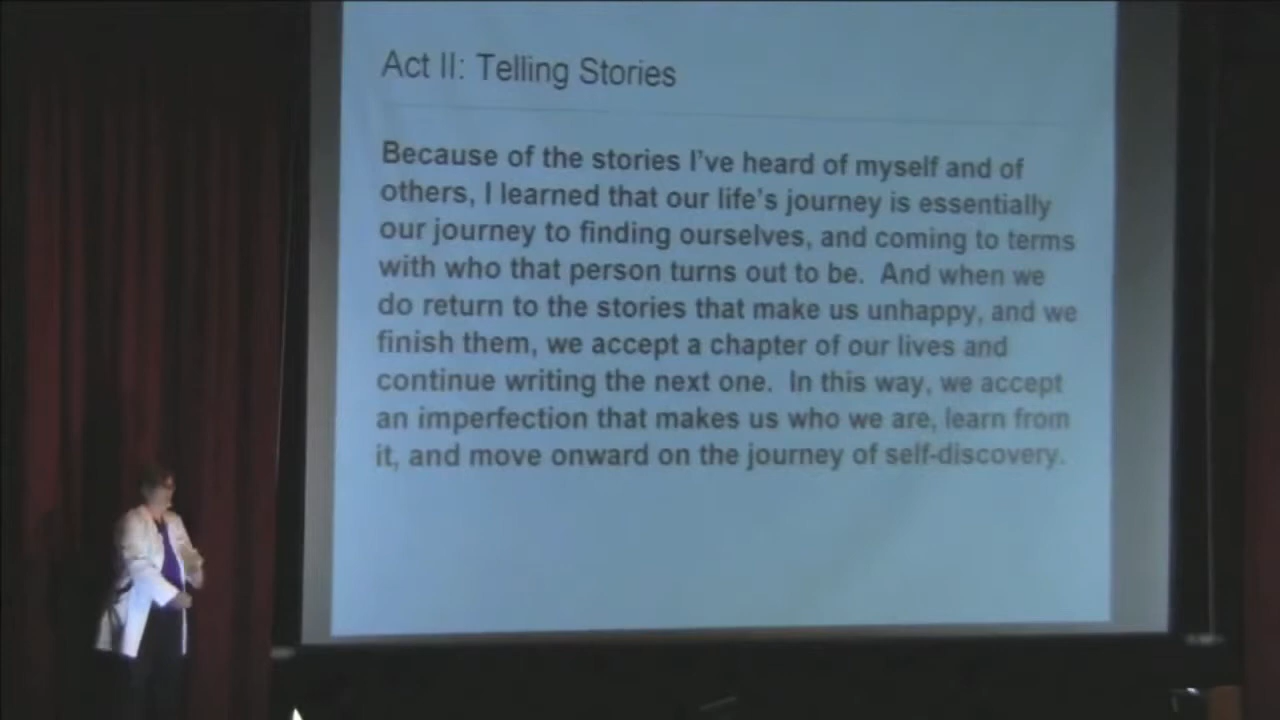 Act II: Telling Stories
Because of the stories I've heard of myself and of
others, I learned that our life's journey is essentially
our journey to finding ourselves, and coming to terms
with who that person turns out to be. And when we
do return to the stories that make us unhappy, and we
finish them, we accept a chapter of our lives and
continue writing the next one. In this way, we accept
an imperfection that makes us who we are, learn from
it, and move onward on the journey of self-discovery.